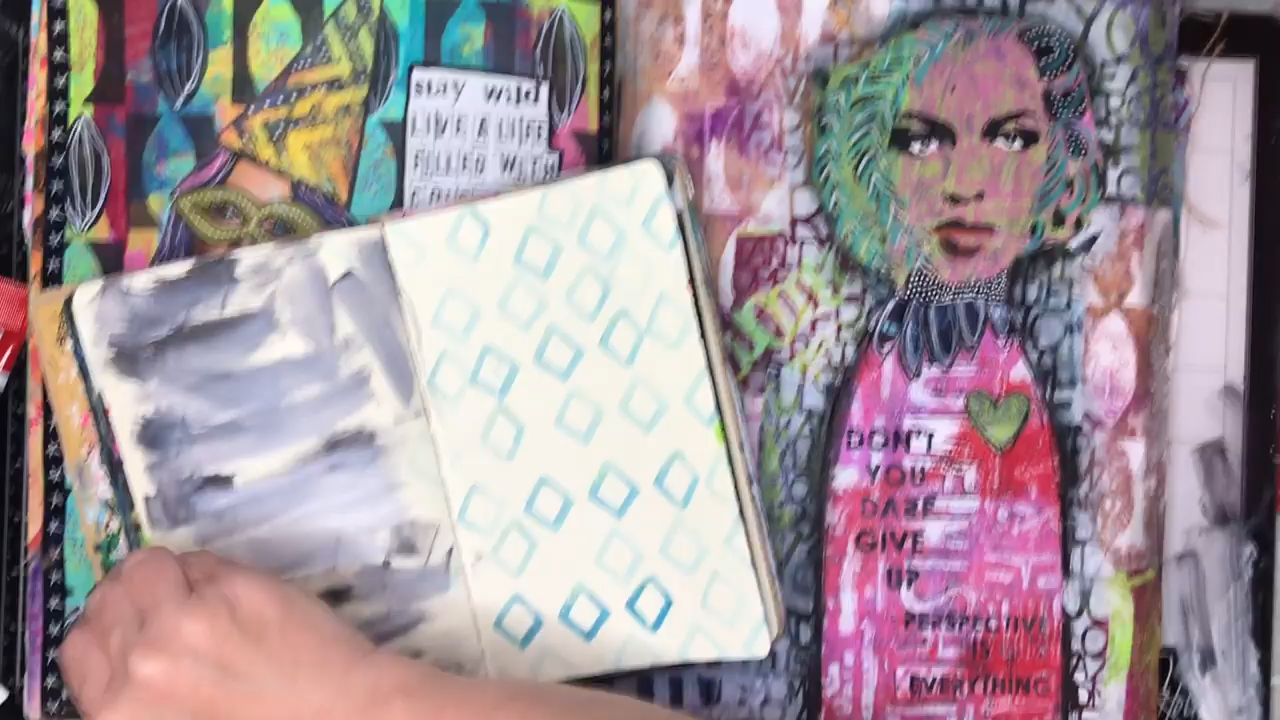 stay wild
LIVE A LIFE
FILLED WITH
DON'T
YOU
DARE
GIVE
UP
PERSPECTIVE
IS
EVERYTHING